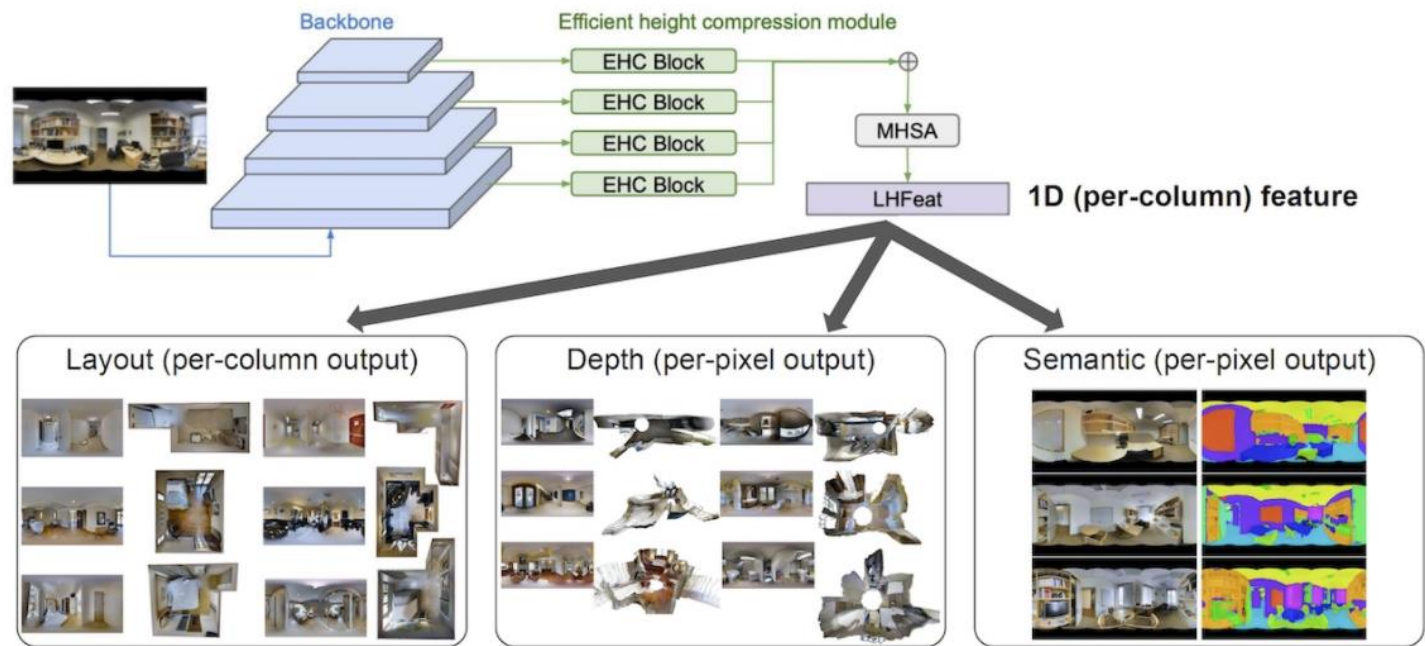 Backbone
Efficient height compression module
EHC Block
EHC Block
EHC Block
EHC Block
MHSA
LHFeat
1D (per-column) feature
Layout (per-column output)
Depth (per-pixel output)
Semantic (per-pixel output)